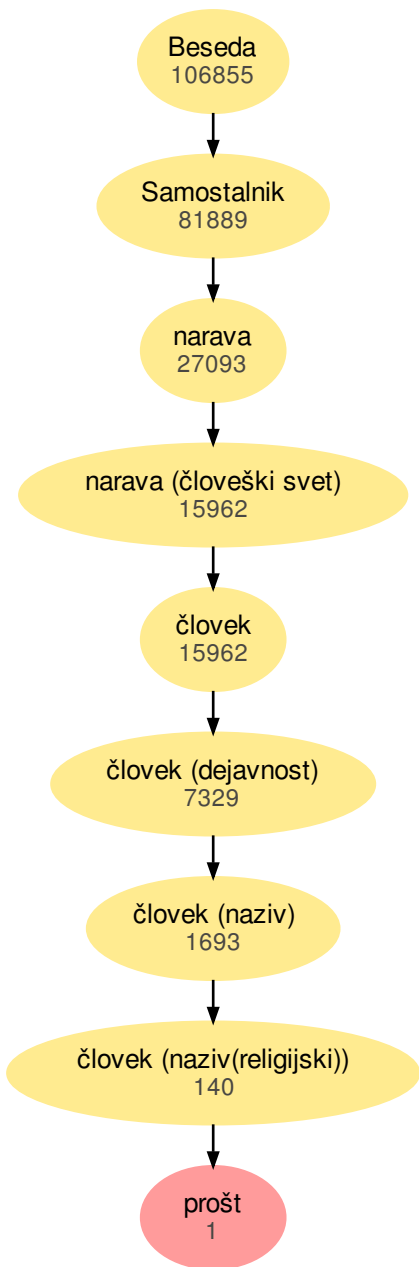 Beseda
106855
Samostalnik
81889
narava
27093
narava (človeški svet)
15962
človek
15962
človek (dejavnost)
7329
človek (naziv)
1693
človek (naziv(religijski))
140
prošt
1